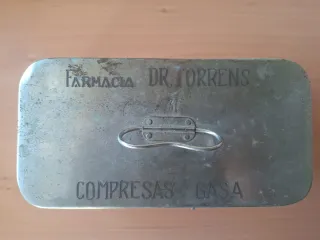 FARMACIA DR. TORRENS
COMPRESAS GASA